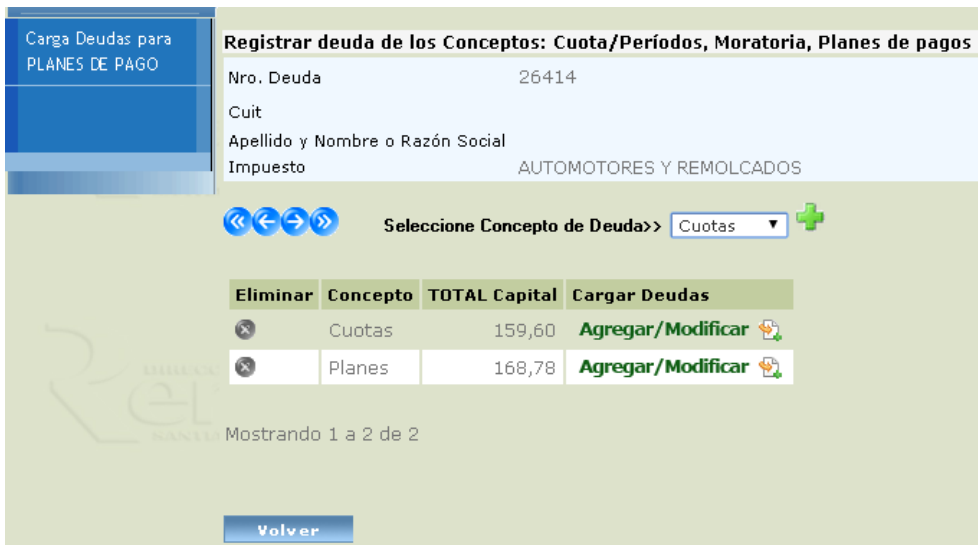 Carga Deudas para
PLANES DE PAGO
Registrar deuda de los Conceptos: Cuota/Períodos, Moratoria, Planes de pagos
Nro. Deuda 26414
Cuit
Apellido y Nombre o Razón Social
Impuesto AUTOMOTORES Y REMOLCADOS
Seleccione Concepto de Deuda>> Cuotas
Eliminar Concepto TOTAL Capital Cargar Deudas
Cuotas 159,60 Agregar/Modificar
Planes 168,78 Agregar/Modificar
Mostrando 1 a 2 de 2
Volver